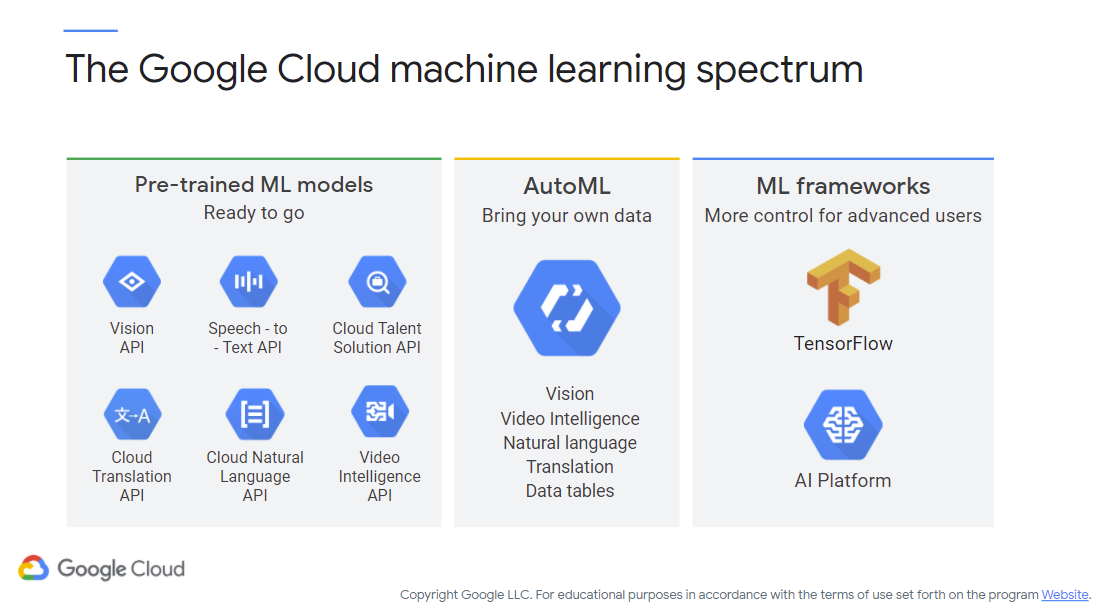 The Google Cloud machine learning spectrum
Pre-trained ML models
Ready to go
Vision
API
Speech - to
- Text API
Cloud Talent
Solution API
文→A
Cloud
Translation
API
Cloud Natural
Language
API
Video
Intelligence
API
AutoML
Bring your own data
Vision
Video Intelligence
Natural language
Translation
Data tables
ML frameworks
More control for advanced users
TensorFlow
AI Platform
Google Cloud
Copyright Google LLC. For educational purposes in accordance with the terms of use set forth on the program Website.